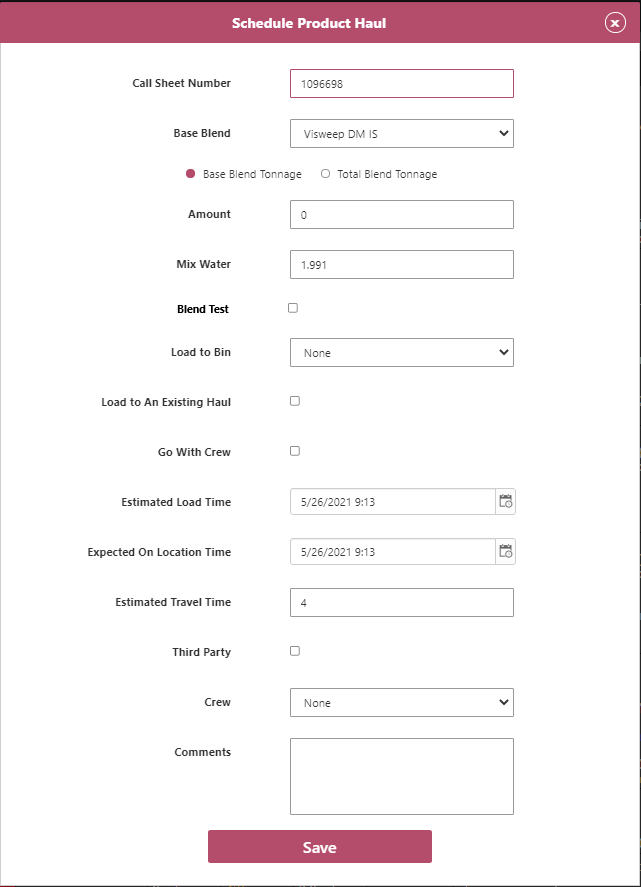 Schedule Product Haul
Call Sheet Number 1096698
Base Blend Visweep DM IS
Base Blend Tonnage Total Blend Tonnage
Amount 0
Mix Water 1.991
Blend Test
Load to Bin None
Load to An Existing Haul
Go With Crew
Estimated Load Time 5/26/2021 9:13
Expected On Location Time 5/26/2021 9:13
Estimated Travel Time 4
Third Party
Crew None
Comments
Save